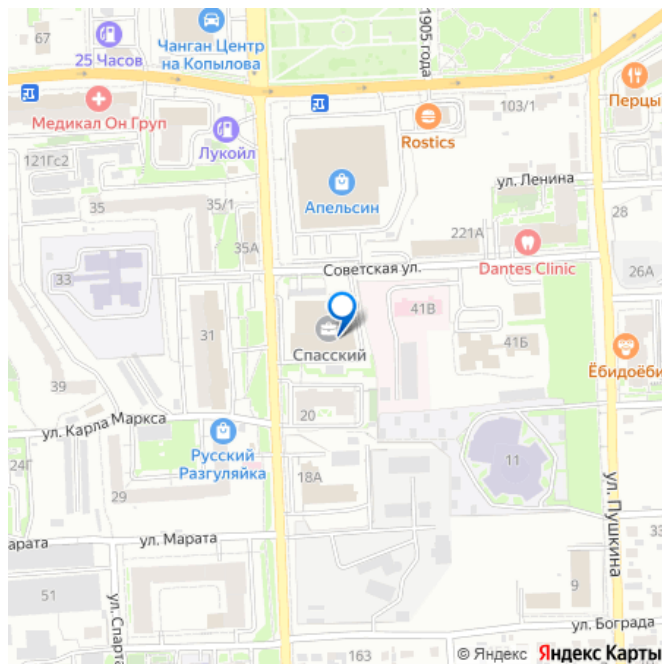 67
25 Часов
Чанган Центр
на Копылова
1905 года
Перцы
Медикал Он Груп
Лукойл
Rostics
103/1
121Гс2
35
35/1
Апельсин
ул. Ленина
28
35А
221А
Советская ул.
Dantes Clinic
26А
33
31
Спасский
41В
41Б
Ёбидоёби
39
20
ул. Карла Маркса
Русский
Разгуляйка
24Г
29
18А
11
ул. Пушкина
арата
ул. Марата
33
51
ул. Спарта
9
ул. Бограда
163
© Яндекс Яндекс Карты